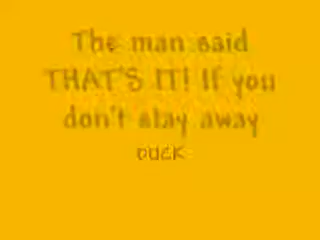 The man said
THAT'S IT! If you
don't stay away
DUCK